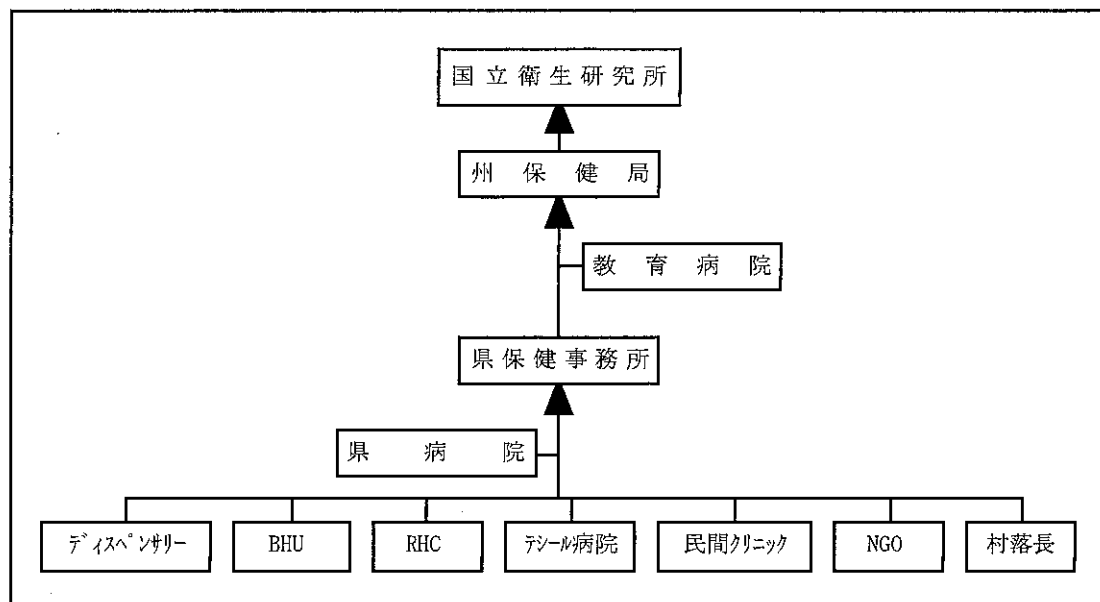 国立衛生研究所
州保健局
教育病院
県保健事務所
県病院
ディスペンサリー
BHU
RHC
テシール病院
民間クリニック
NGO
村落長